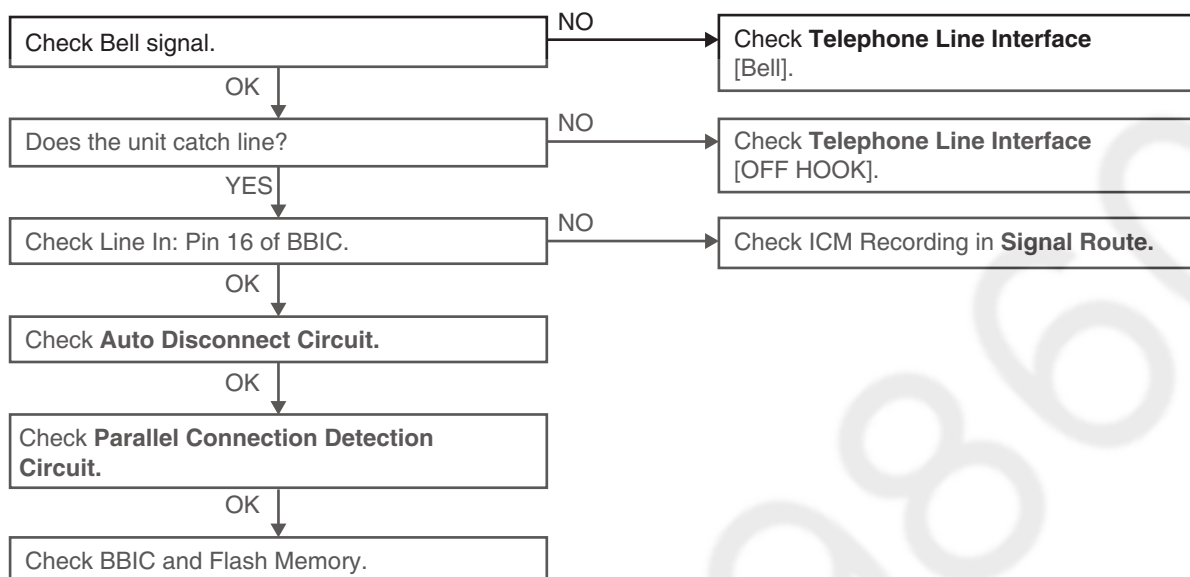 Check Bell signal.
NO
Check Telephone Line Interface
[Bell].
OK
Does the unit catch line?
NO
Check Telephone Line Interface
[OFF HOOK].
YES
Check Line In: Pin 16 of BBIC.
NO
Check ICM Recording in Signal Route.
OK
Check Auto Disconnect Circuit.
OK
Check Parallel Connection Detection
Circuit.
OK
Check BBIC and Flash Memory.